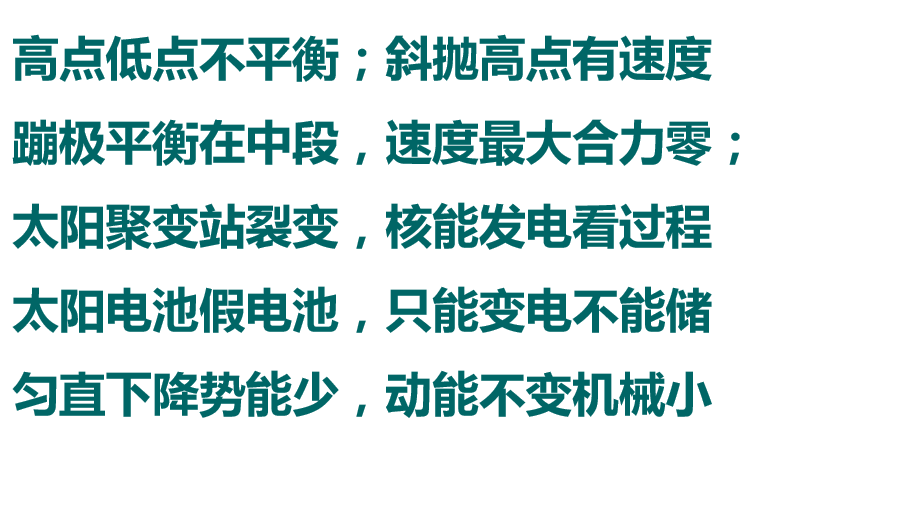 高点低点不平衡；斜抛高点有速度
蹦极平衡在中段，速度最大合力零；
太阳聚变站裂变，核能发电看过程
太阳电池假电池，只能变电不能储
匀直下降势能少，动能不变机械小